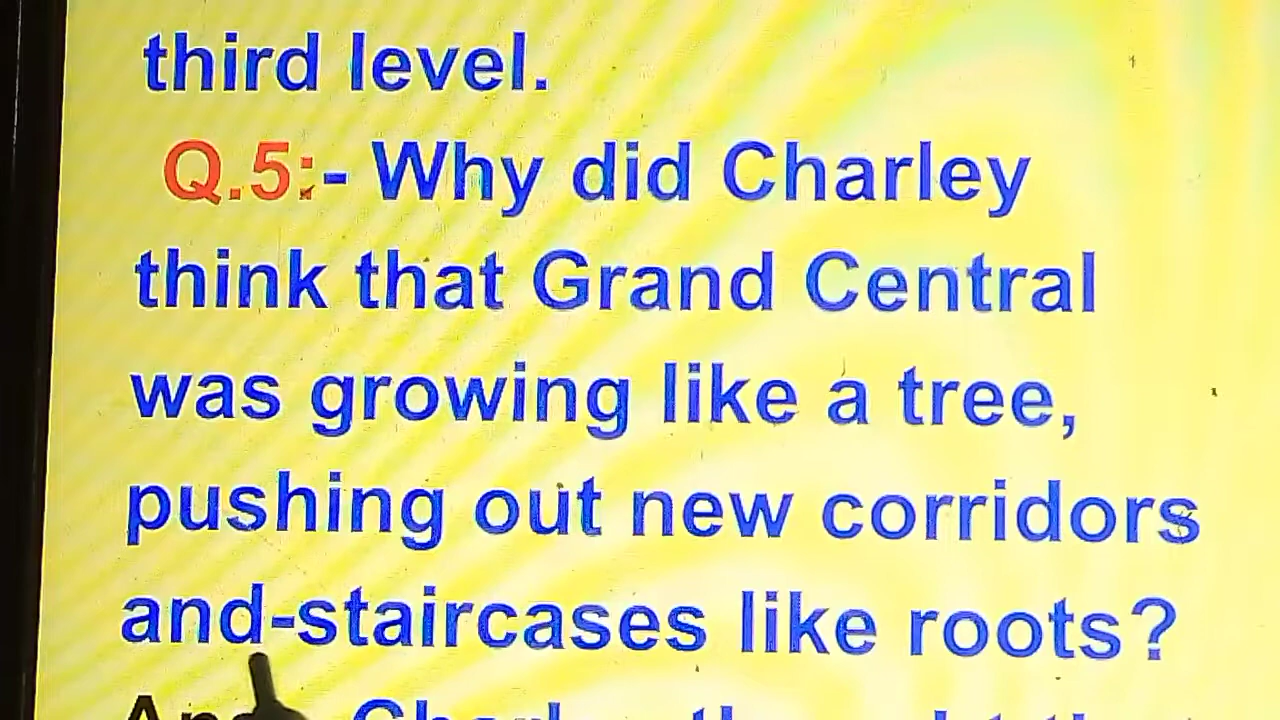 third level.
Q.5:- Why did Charley
think that Grand Central
was growing like a tree,
pushing out new corridors
and-staircases like roots?